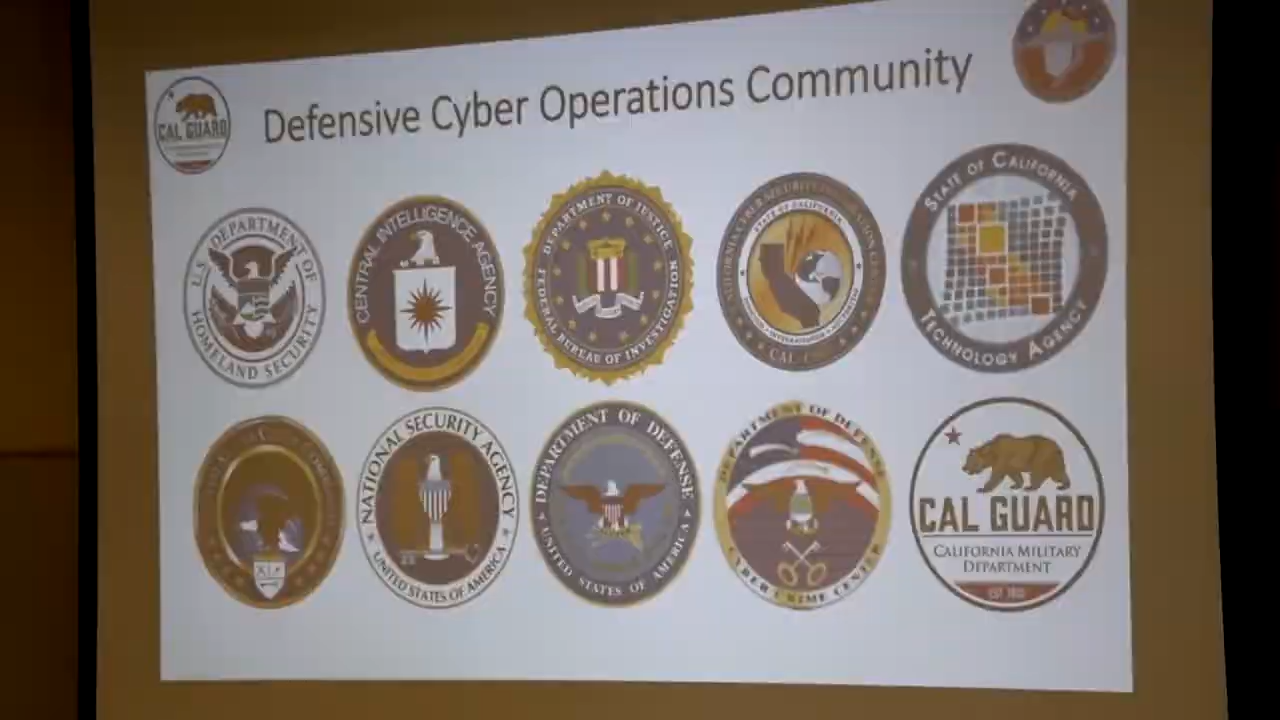 Defensive Cyber Operations Community
CAL GUARD
U.S. DEPARTMENT OF
HOMELAND SECURITY
CENTRAL INTELLIGENCE AGENCY
DEPARTMENT OF JUSTICE
FEDERAL BUREAU OF INVESTIGATION
STATE OF CALIFORNIA
STATE OF CALIFORNIA
TECHNOLOGY AGENCY
NATIONAL SECURITY AGENCY
UNITED STATES OF AMERICA
DEPARTMENT OF DEFENSE
UNITED STATES OF AMERICA
DEPARTMENT OF DEFENSE
CYBER CRIME CENTER
CAL GUARD
CALIFORNIA MILITARY
DEPARTMENT